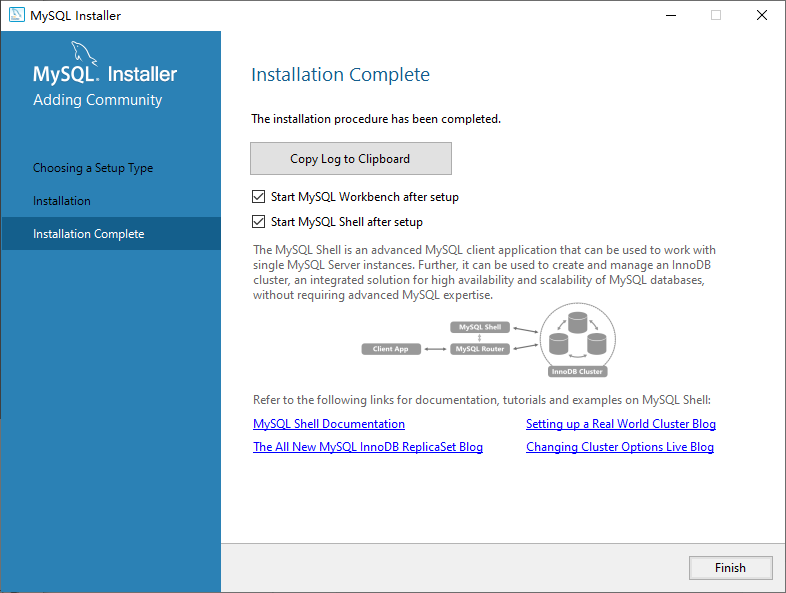 MySQL Installer
MySQL. Installer
Adding Community
Choosing a Setup Type
Installation
Installation Complete
Installation Complete
The installation procedure has been completed.
Copy Log to Clipboard
Start MySQL Workbench after setup
Start MySQL Shell after setup
The MySQL Shell is an advanced MySQL client application that can be used to work with
single MySQL Server instances. Further, it can be used to create and manage an InnoDB
cluster, an integrated solution for high availability and scalability of MySQL databases,
without requiring advanced MySQL expertise.
MySQL Shell
Client App
MySQL Router
InnoDB Cluster
Refer to the following links for documentation, tutorials and examples on MySQL Shell:
MySQL Shell Documentation
Setting up a Real World Cluster Blog
The All New MySQL InnoDB ReplicaSet Blog
Changing Cluster Options Live Blog
Finish